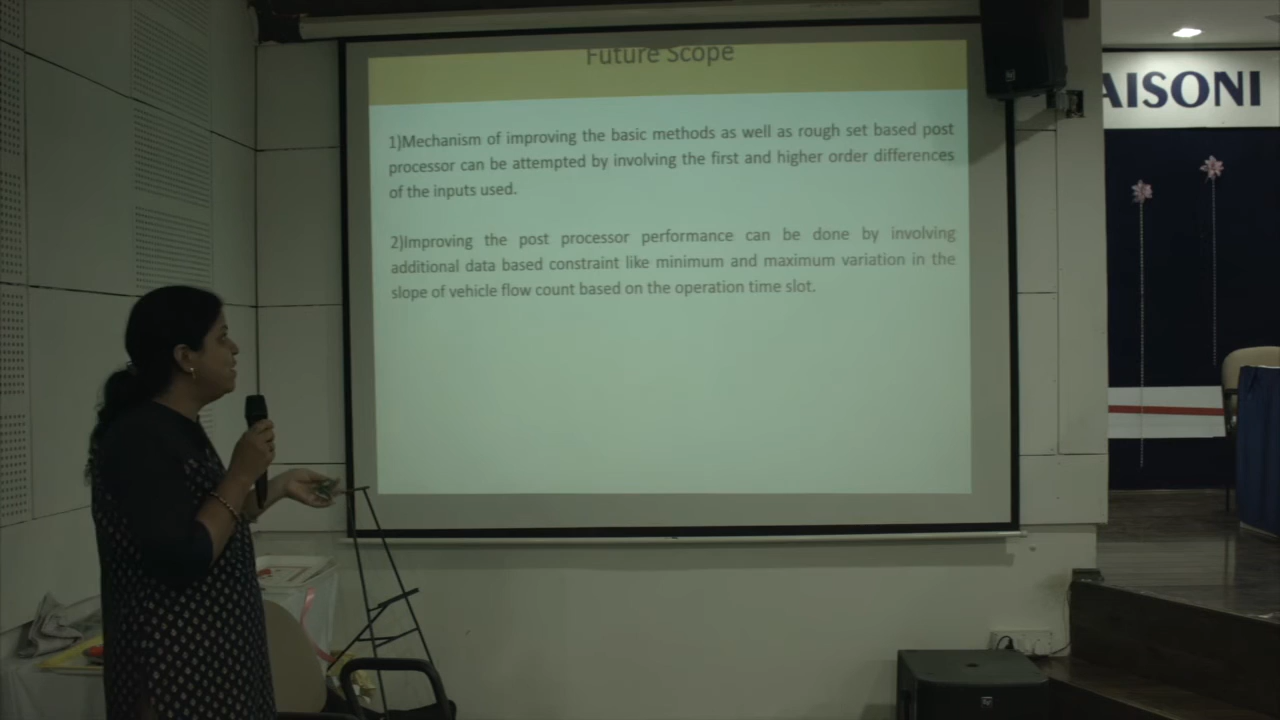 Future Scope
1)Mechanism of improving the basic methods as well as rough set based post
processor can be attempted by involving the first and higher order differences
of the inputs used.
2)Improving the post processor performance can be done by involving
additional data based constraint like minimum and maximum variation in the
slope of vehicle flow count based on the operation time slot.
AISONI